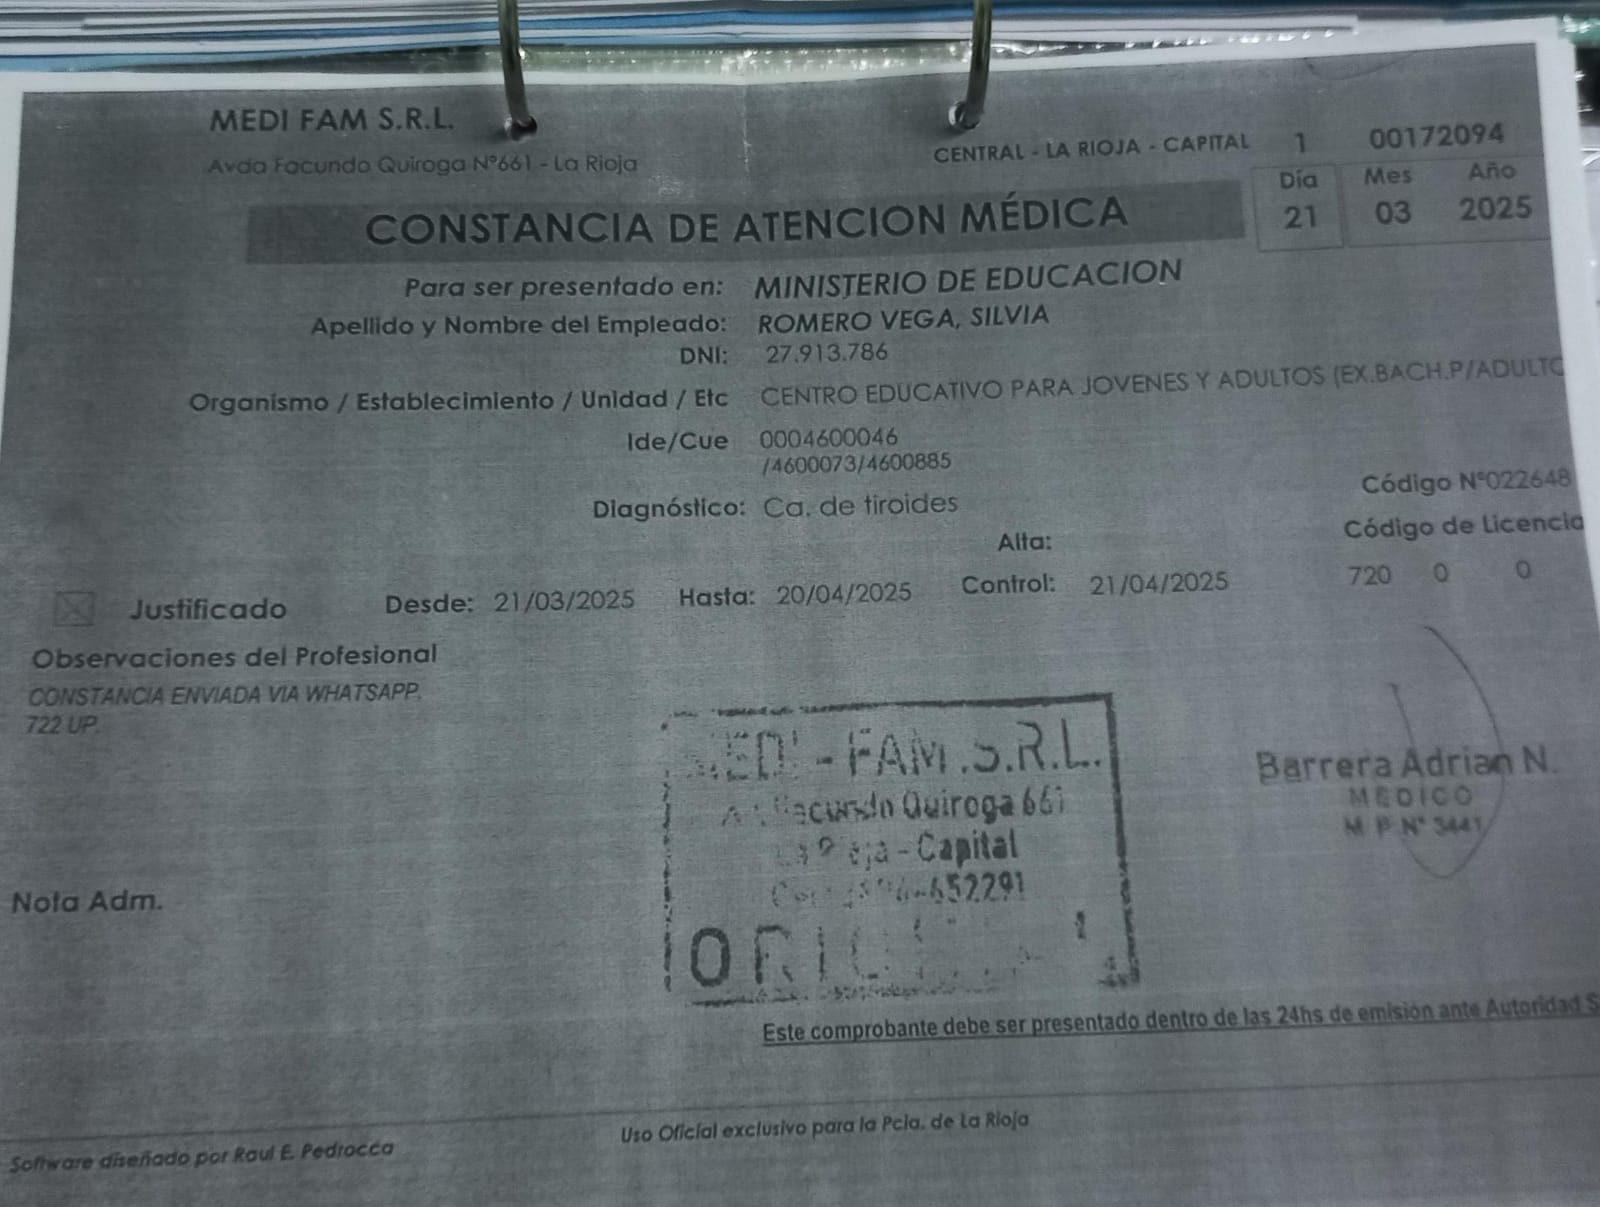 MEDI FAM S.R.L.
Avda Facundo Quiroga N°661 - La Rioja
CENTRAL - LA RIOJA - CAPITAL 1 00172094
Día Mes Año
21 03 2025
CONSTANCIA DE ATENCION MÉDICA
Para ser presentado en: MINISTERIO DE EDUCACION
Apellido y Nombre del Empleado: ROMERO VEGA, SILVIA
DNI: 27.913.786
Organismo / Establecimiento / Unidad / Etc CENTRO EDUCATIVO PARA JOVENES Y ADULTOS (EX.BACH.P/ADULTO
Ide/Cue 0004600046
/4600073/4600885
Diagnóstico: Ca. de tiroides
Código N°022648
Alta:
Código de Licencia
720 0 0
Justificado Desde: 21/03/2025 Hasta: 20/04/2025 Control: 21/04/2025
Observaciones del Profesional
CONSTANCIA ENVIADA VIA WHATSAPP.
722 UP.
- FAM.S.R.L.
Quiroga 661
- Capital
-652291
Barrera Adrian N.
MEDICO
M P N° 3441
Nota Adm.
Este comprobante debe ser presentado dentro de las 24hs de emisión ante Autoridad S
Uso Oficial exclusivo para la Pcia. de La Rioja
Software diseñado por Raul E. Pedrocca